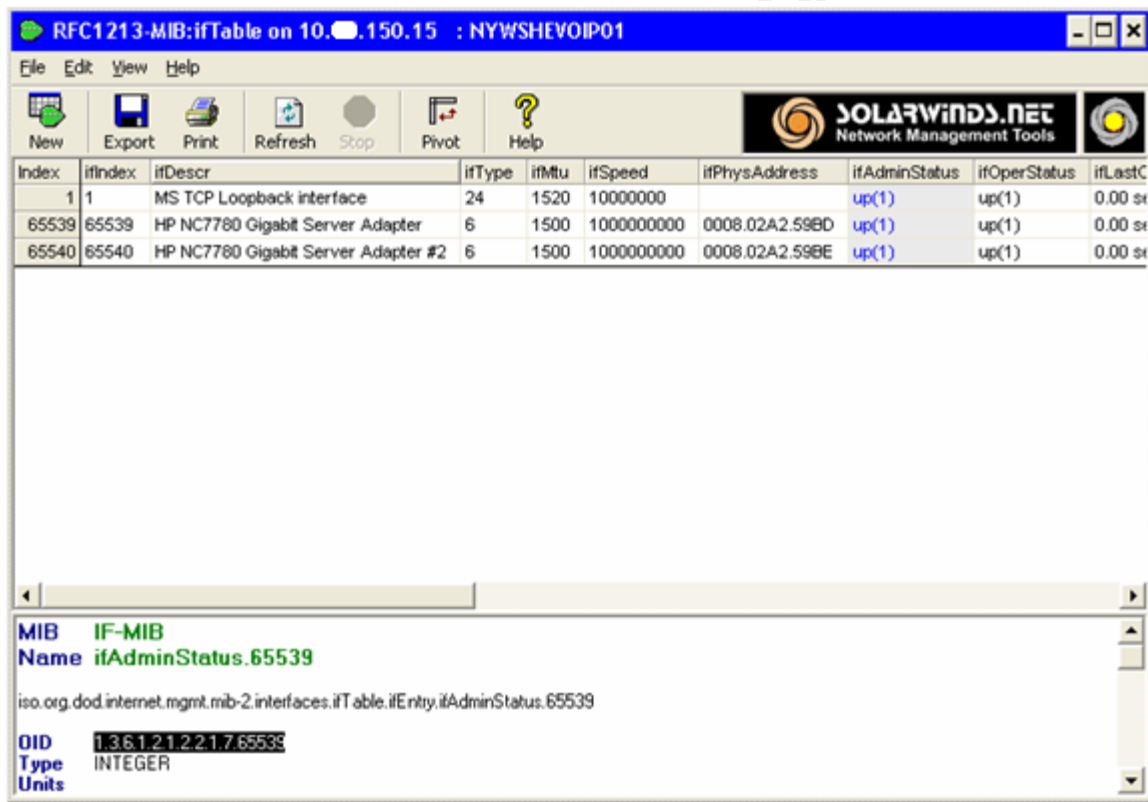 RFC1213-MIB:ifTable on 10. .150.15 : NYWSHEVOIP01
File Edit View Help
New Export Print Refresh Stop Pivot Help
SOLARWINDS.NET
Network Management Tools
Index ifIndex ifDescr ifType ifMtu ifSpeed ifPhysAddress ifAdminStatus ifOperStatus ifLastC
1 1 MS TCP Loopback interface 24 1520 10000000 up(1) up(1) 0.00 se
65539 65539 HP NC7780 Gigabit Server Adapter 6 1500 1000000000 0008.02A2.59BD up(1) up(1) 0.00 se
65540 65540 HP NC7780 Gigabit Server Adapter #2 6 1500 1000000000 0008.02A2.59BE up(1) up(1) 0.00 se
MIB IF-MIB
Name ifAdminStatus.65539
iso.org.dod.internet.mgmt.mib-2.interfaces.ifTable.ifEntry.ifAdminStatus.65539
OID 1.3.6.1.2.1.2.2.1.7.65539
Type INTEGER
Units